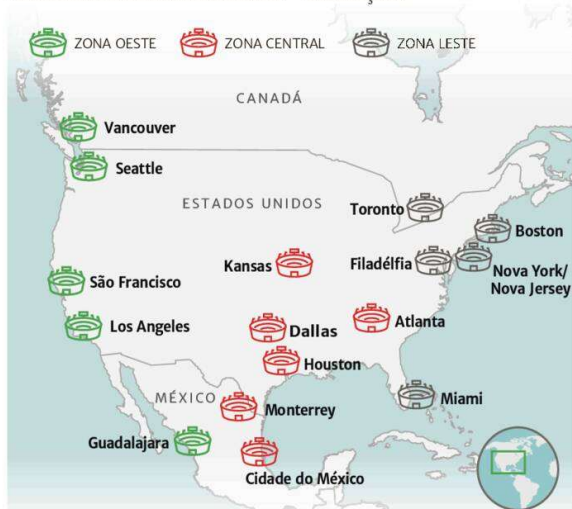 ZONA OESTE ZONA CENTRAL ZONA LESTE
CANADÁ
Vancouver
Seattle
ESTADOS UNIDOS
Toronto
Boston
Kansas
Filadélfia
Nova York/
Nova Jersey
São Francisco
Los Angeles
Dallas
Atlanta
Houston
MÉXICO
Monterrey
Miami
Guadalajara
Cidade do México